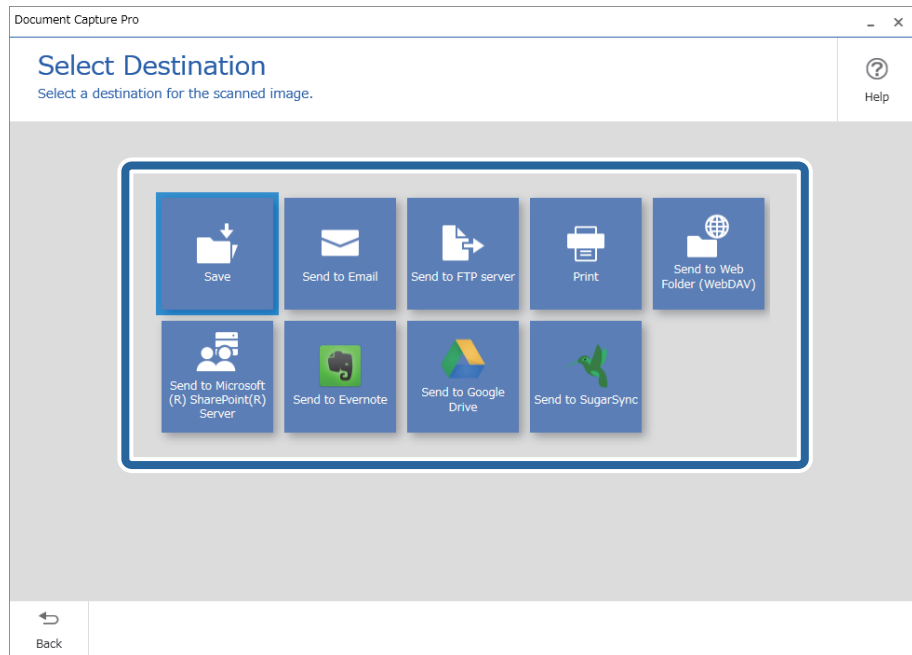 Document Capture Pro
Select Destination
Select a destination for the scanned image.
Help
Save
Send to Email
Send to FTP server
Print
Send to Web
Folder (WebDAV)
Send to Microsoft
(R) SharePoint(R)
Server
Send to Evernote
Send to Google
Drive
Send to SugarSync
Back